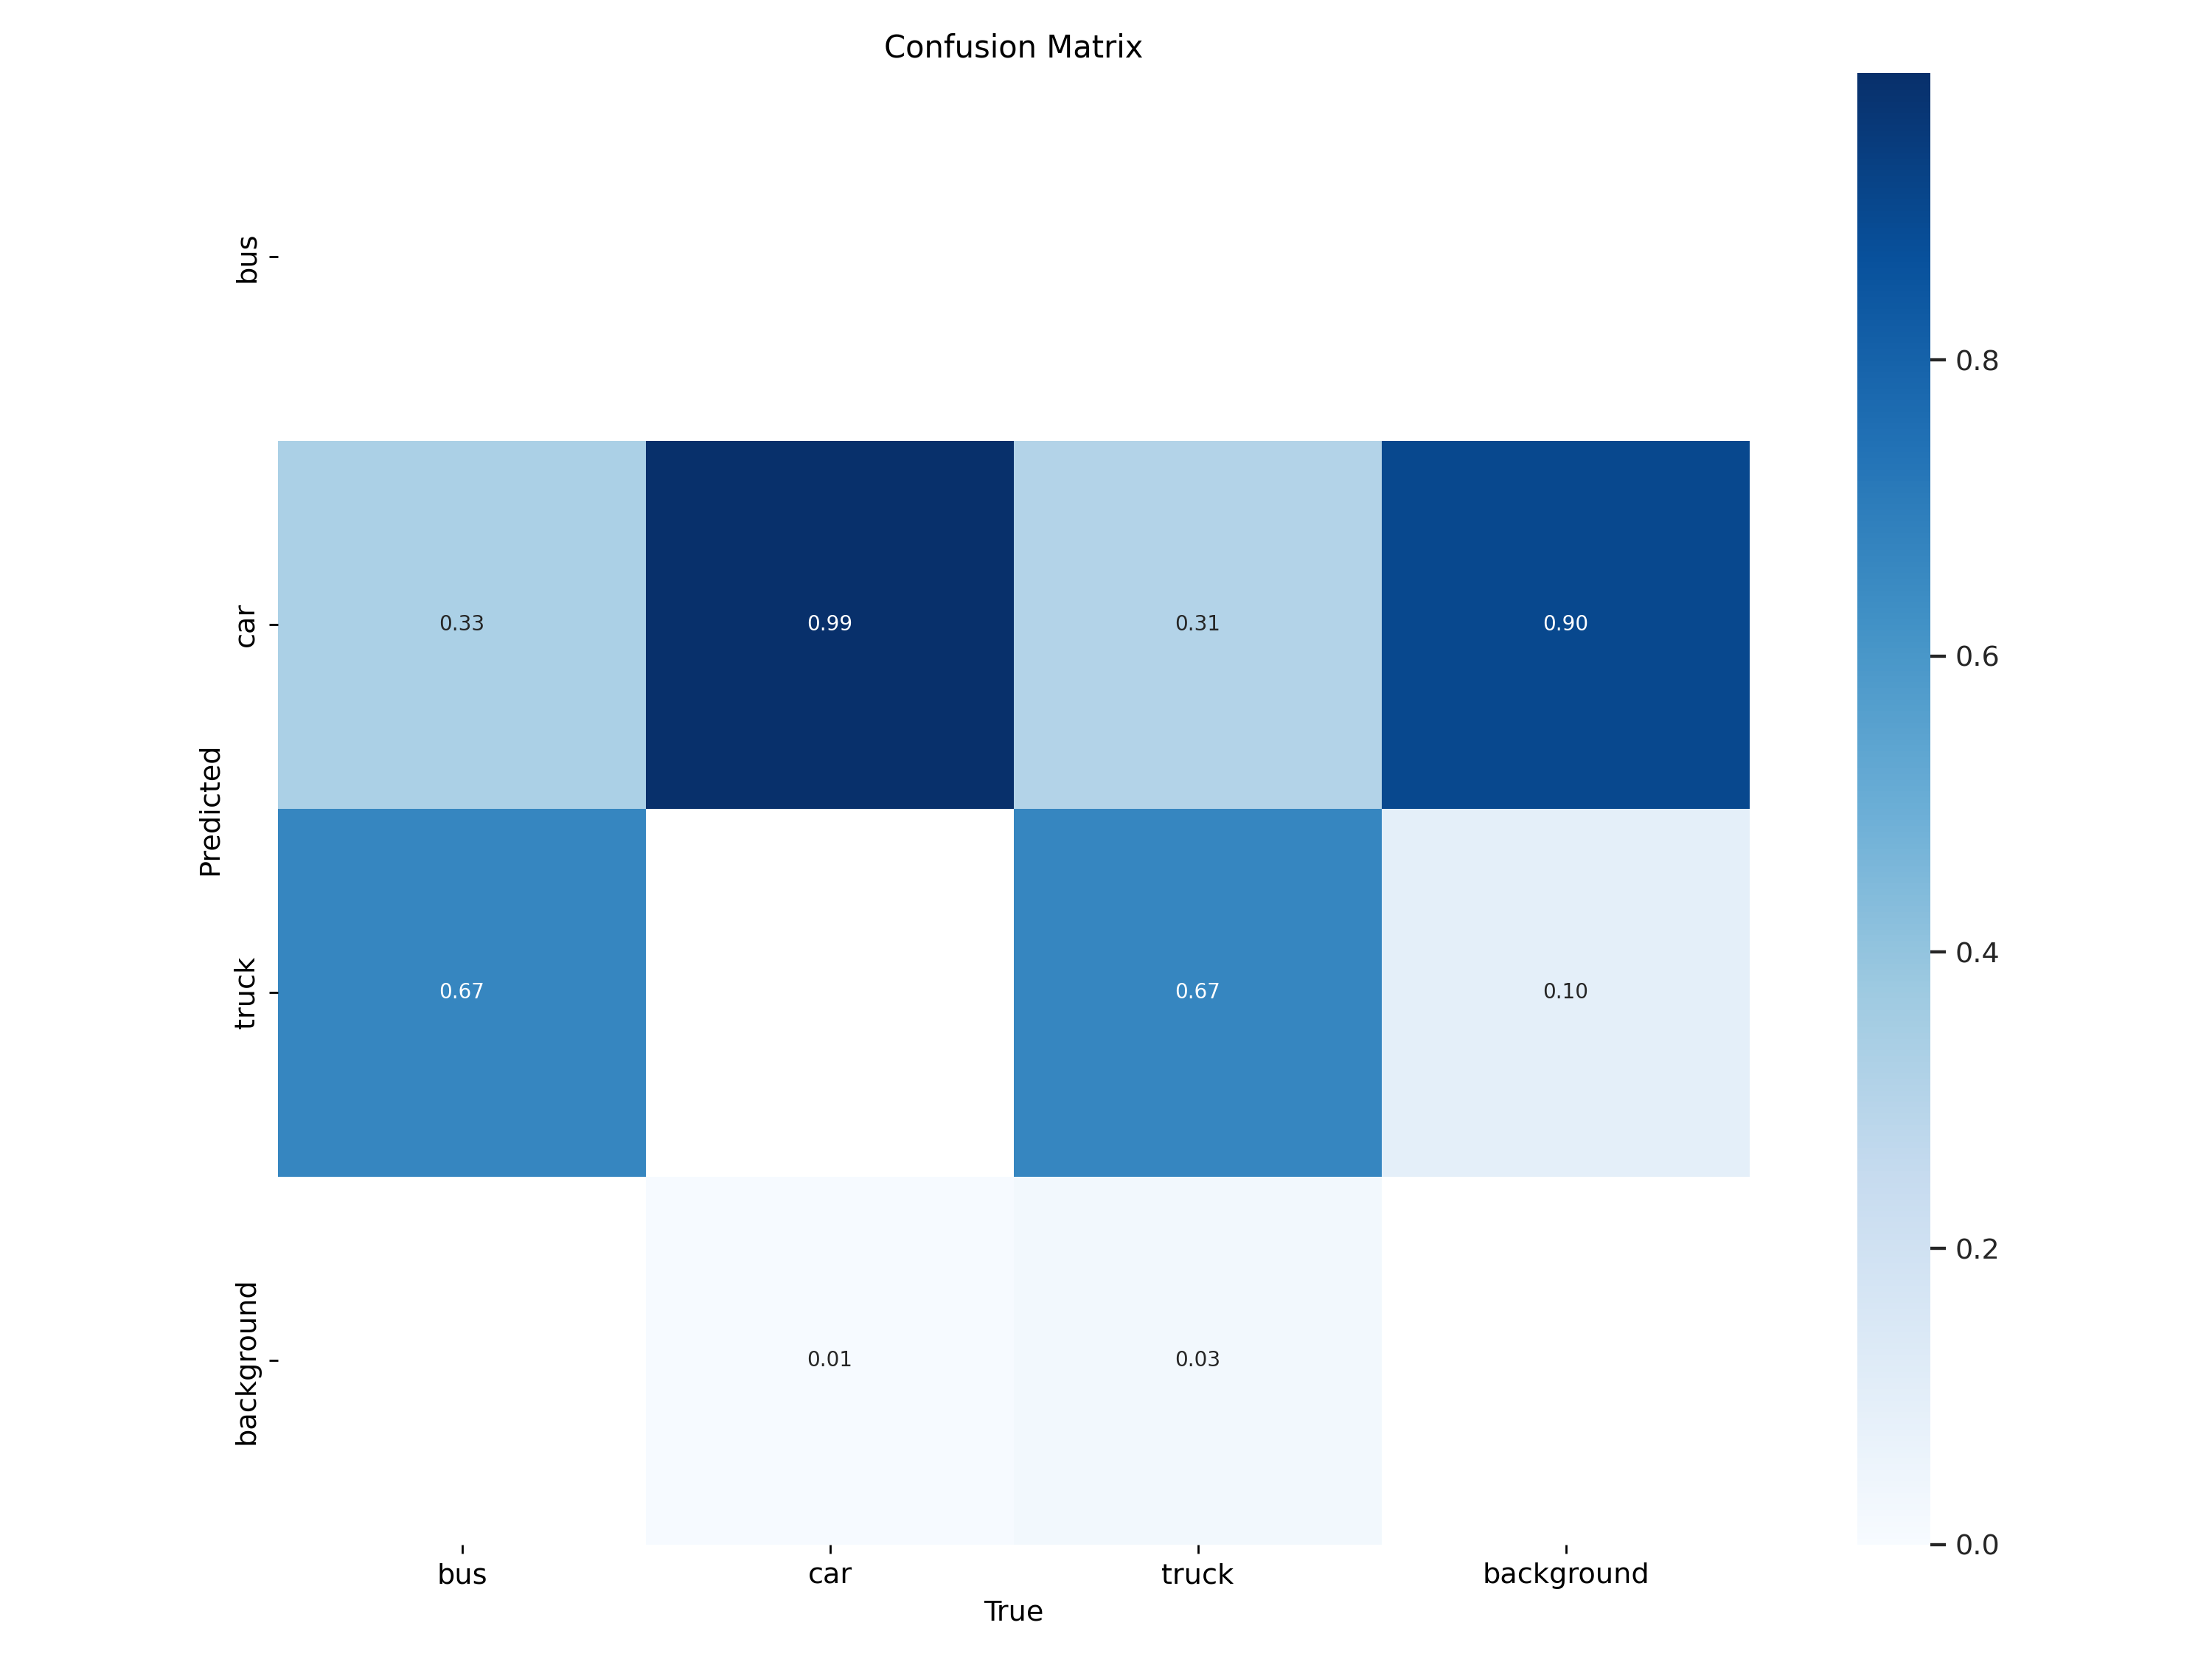 Confusion Matrix
bus
car
truck
background
Predicted
0.33 0.99 0.31 0.90
0.67 0.67 0.10
0.01 0.03
bus car truck background
True
0.8
0.6
0.4
0.2
0.0